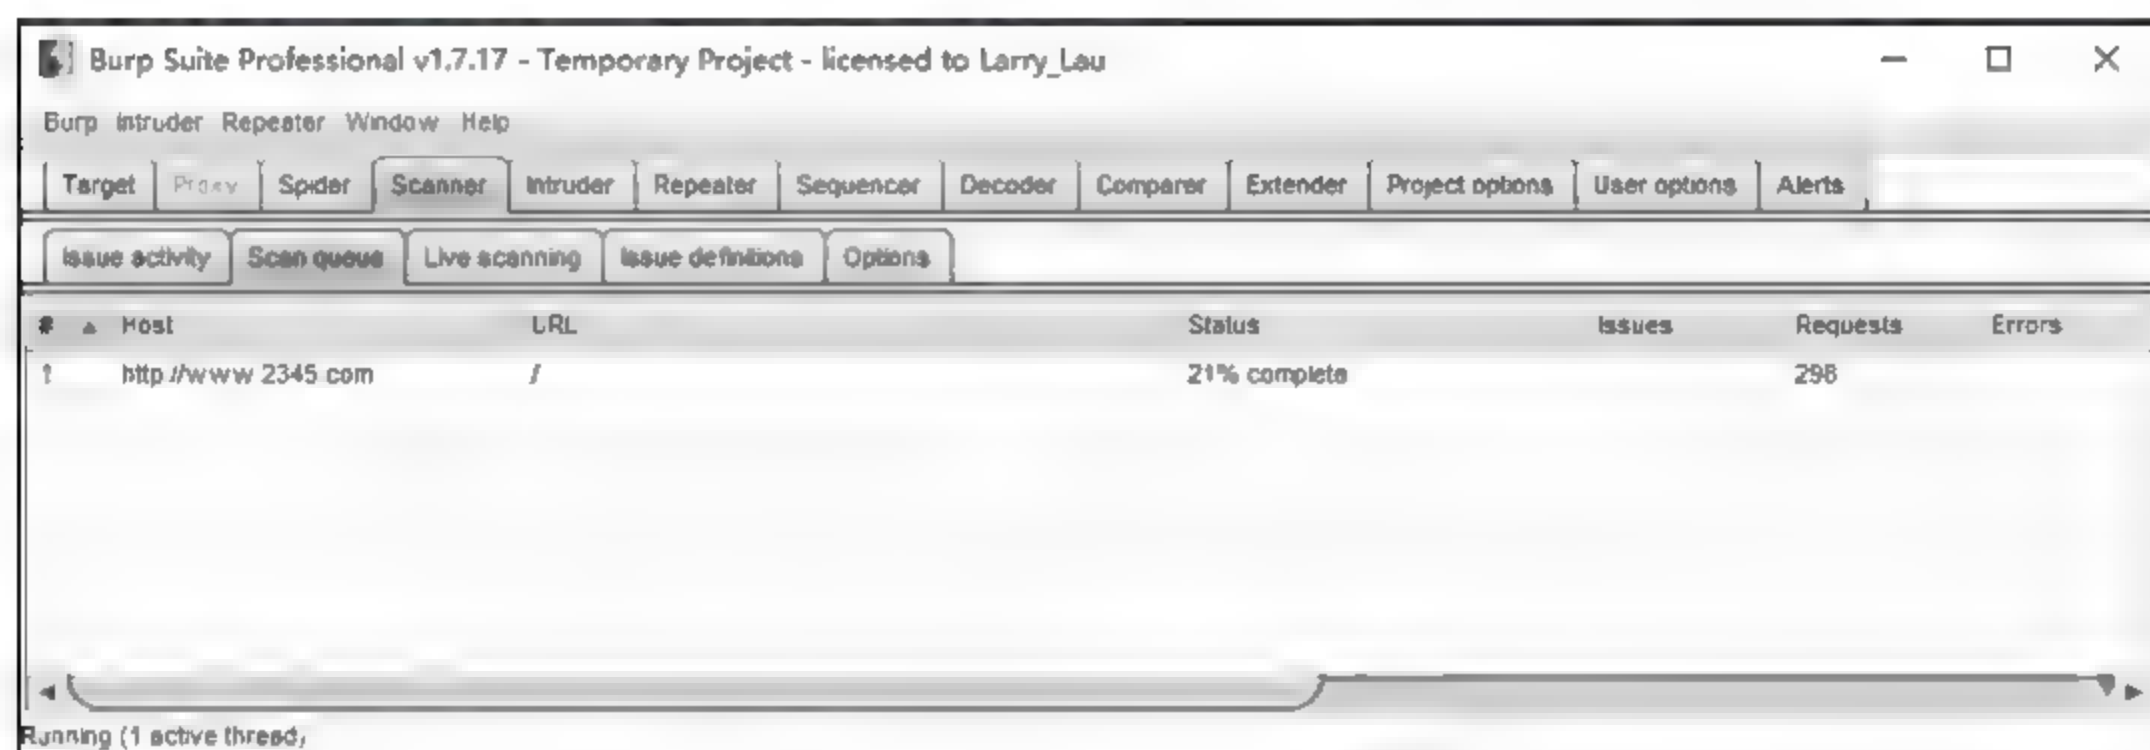 Burp Suite Professional v1.7.17 - Temporary Project - licensed to Larry_Lau
Burp Intruder Repeater Window Help
Target Proxy Spider Scanner Intruder Repeater Sequencer Decoder Comparer Extender Project options User options Alerts
Issue activity Scan queue Live scanning Issue definitions Options
# Host URL Status Issues Requests Errors
1 http://www.2345.com / 21% complete 298
Running (1 active thread)